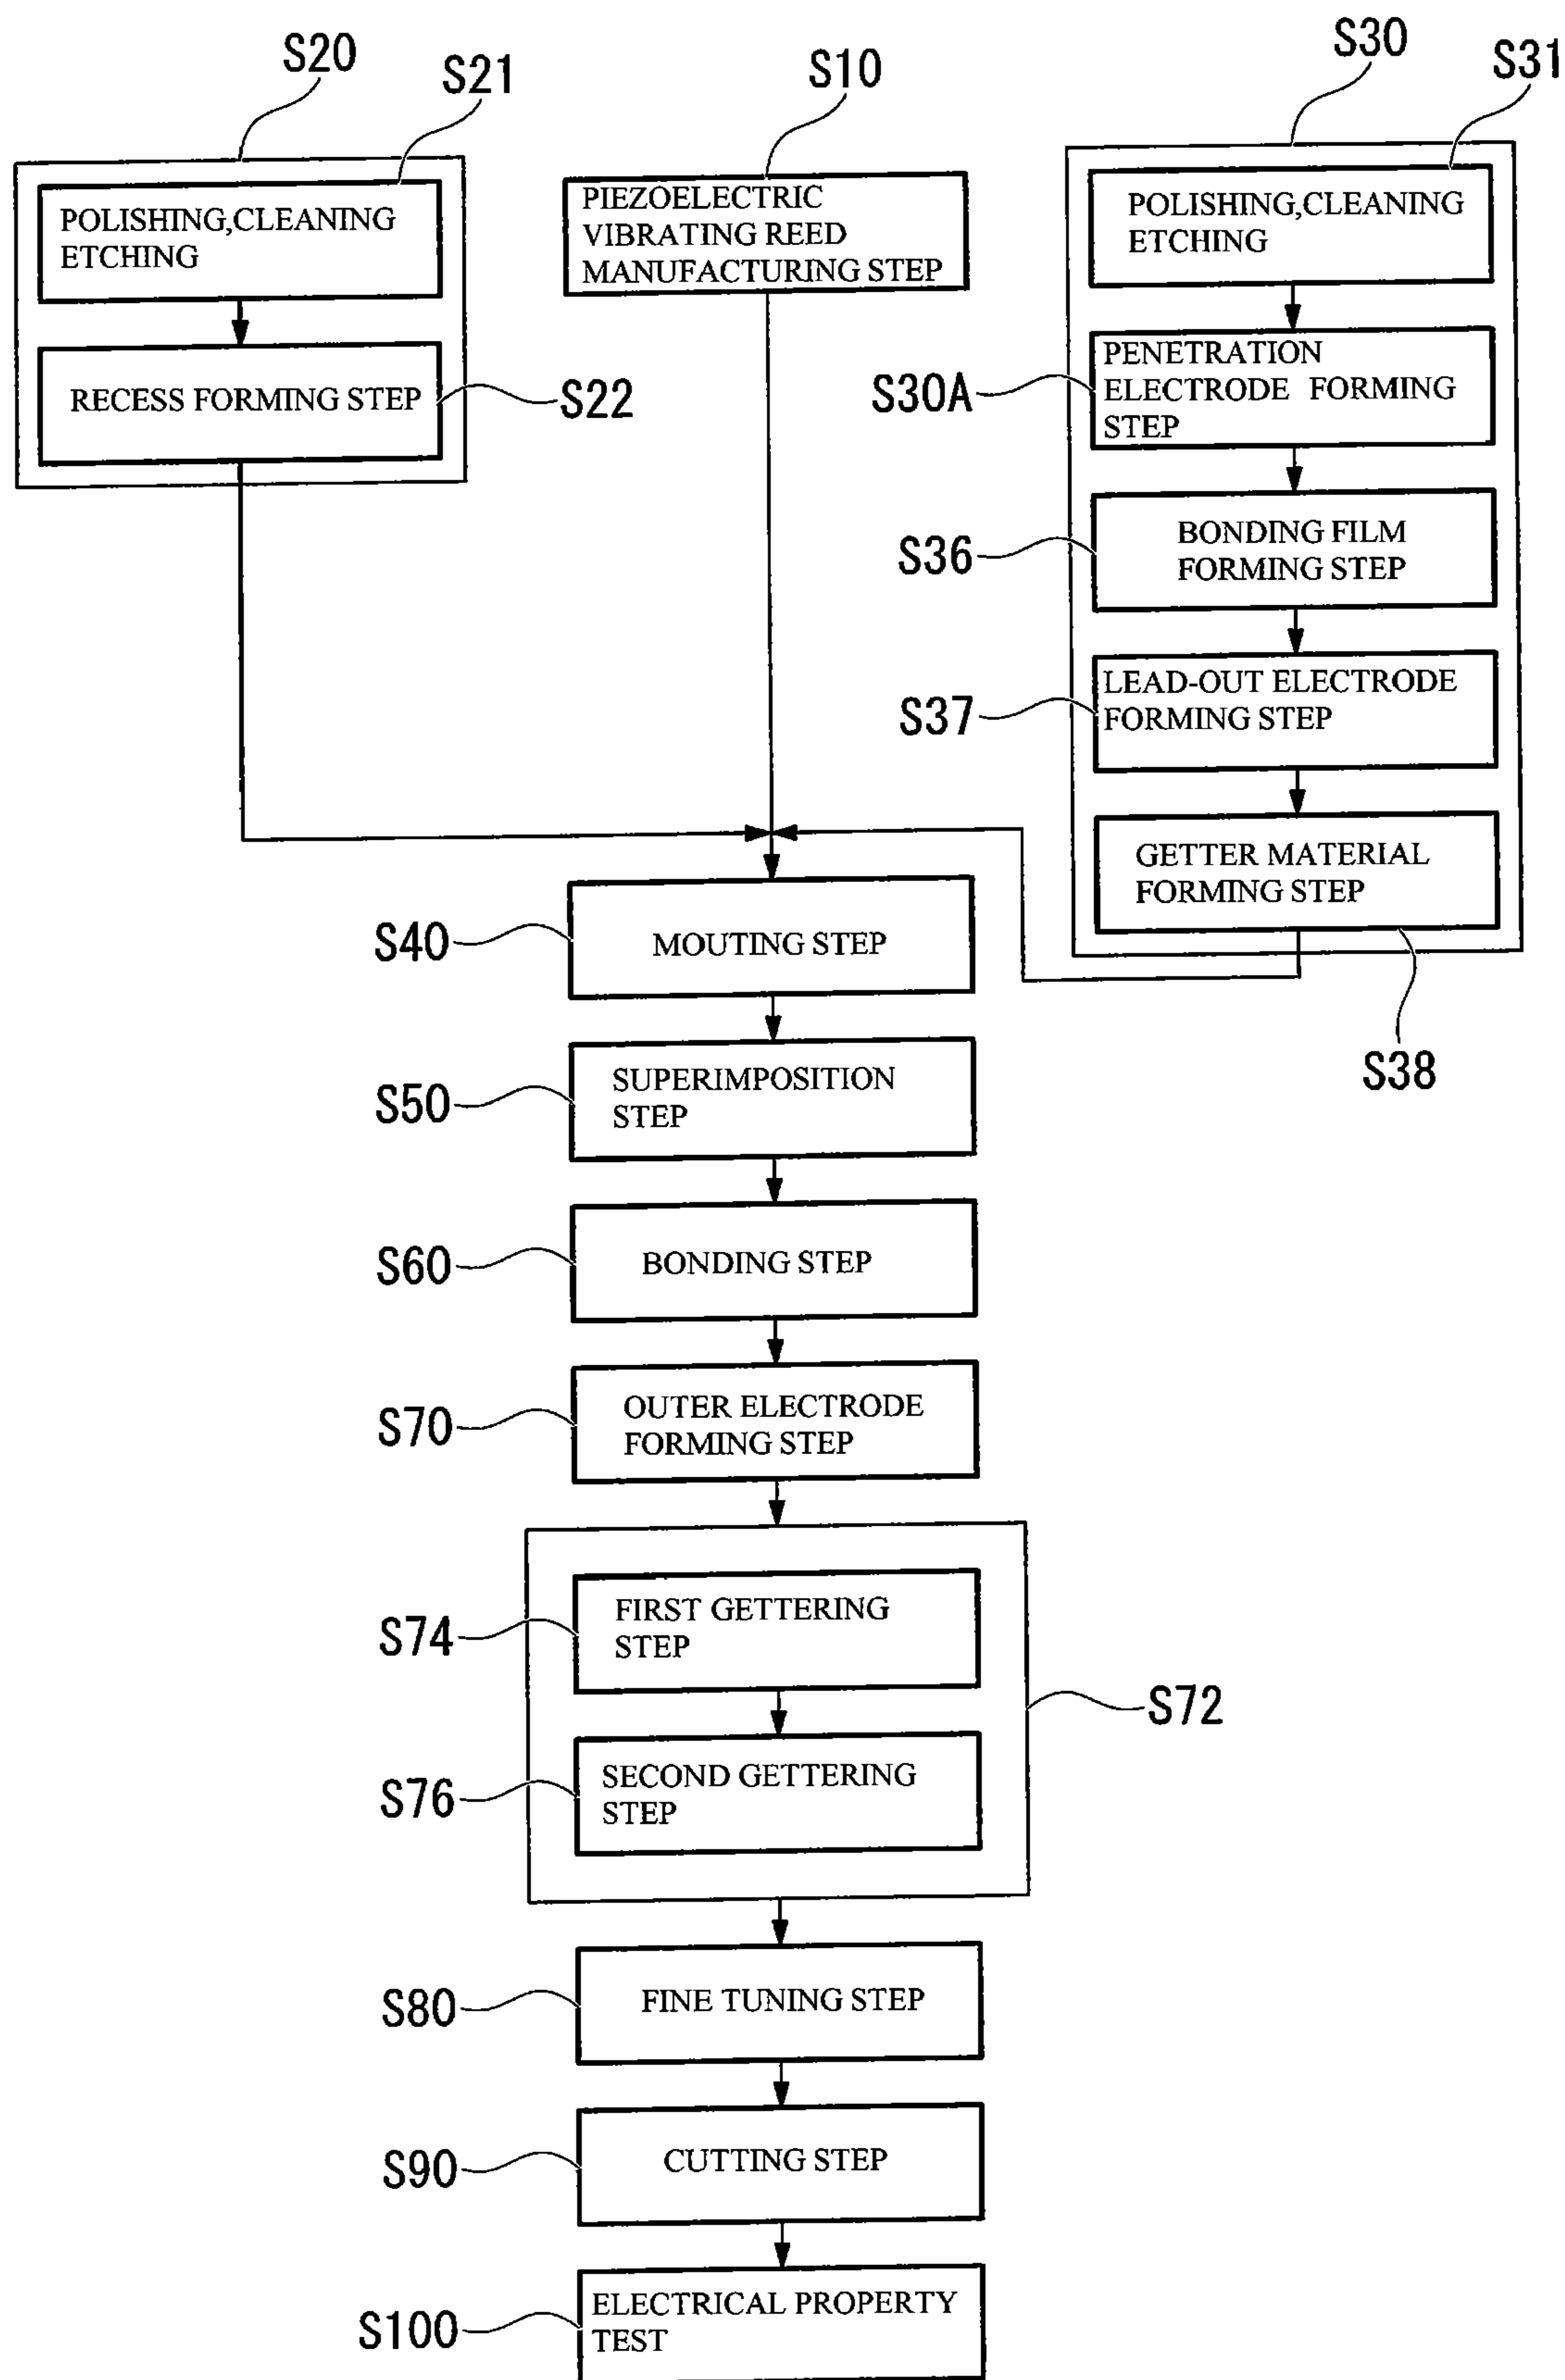 S20
S21
POLISHING,CLEANING
ETCHING
RECESS FORMING STEP
S22
S10
PIEZOELECTRIC
VIBRATING REED
MANUFACTURING STEP
S30
S31
POLISHING,CLEANING
ETCHING
S30A
PENETRATION
ELECTRODE FORMING
STEP
S36
BONDING FILM
FORMING STEP
S37
LEAD-OUT ELECTRODE
FORMING STEP
GETTER MATERIAL
FORMING STEP
S38
S40
MOUTING STEP
S50
SUPERIMPOSITION
STEP
S60
BONDING STEP
S70
OUTER ELECTRODE
FORMING STEP
S74
FIRST GETTERING
STEP
S72
S76
SECOND GETTERING
STEP
S80
FINE TUNING STEP
S90
CUTTING STEP
S100
ELECTRICAL PROPERTY
TEST